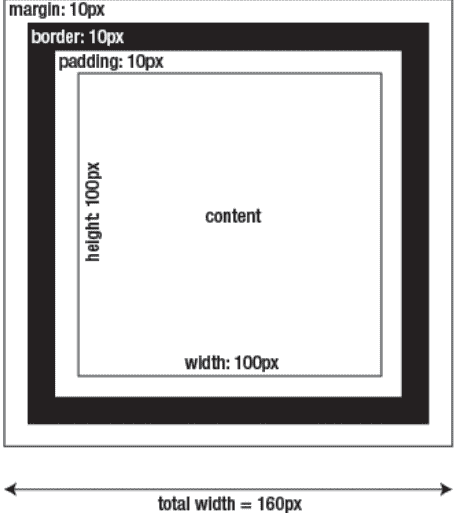 margin: 10px
border: 10px
padding: 10px
height: 100px
content
width: 100px
total width = 160px